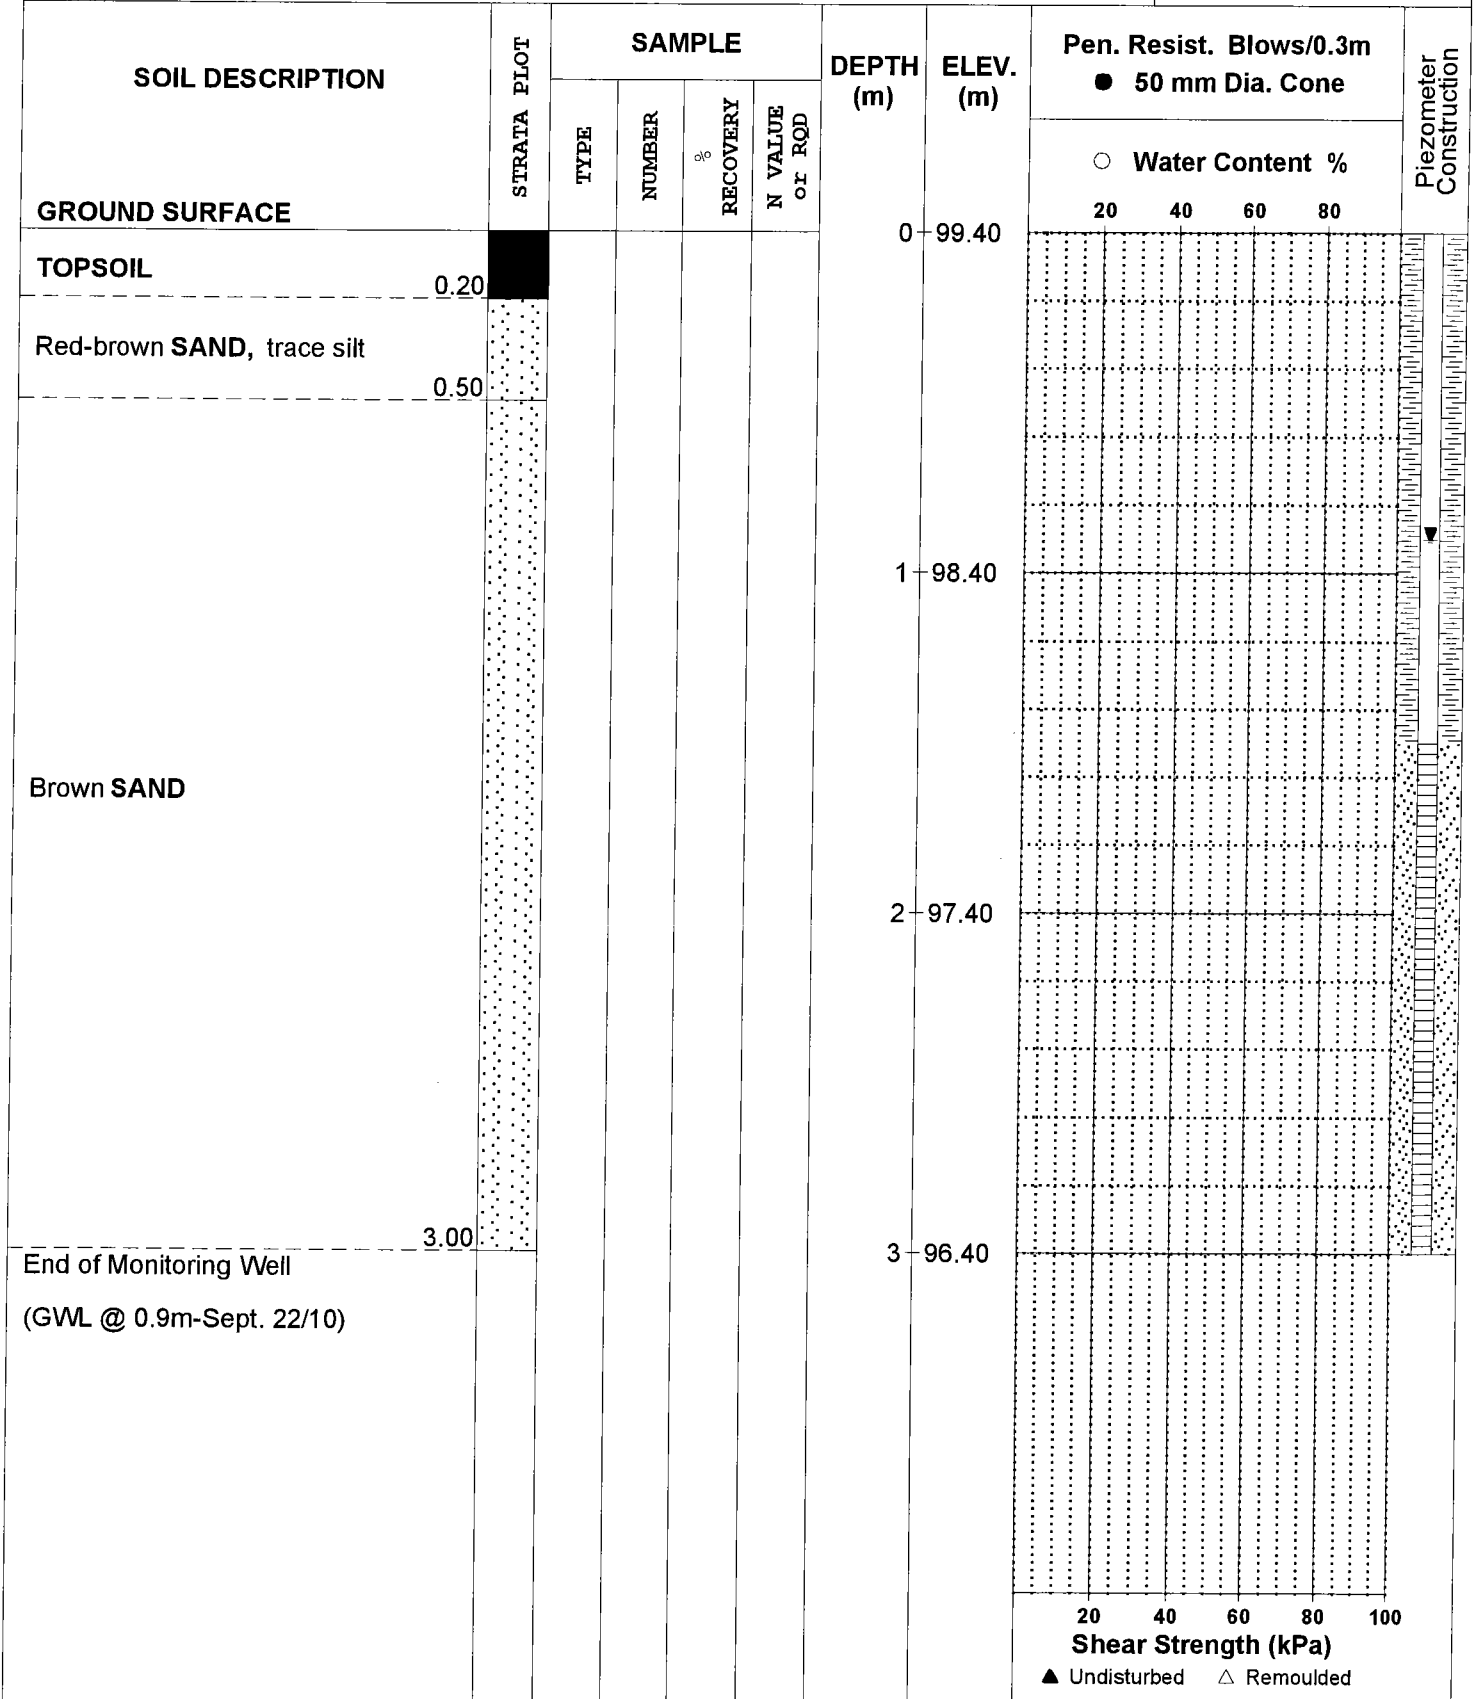 SOIL DESCRIPTION
STRATA PLOT
SAMPLE
TYPE
NUMBER
% RECOVERY
N VALUE or RQD
DEPTH (m)
ELEV. (m)
Pen. Resist. Blows/0.3m
● 50 mm Dia. Cone
○ Water Content %
20 40 60 80
Piezometer Construction
GROUND SURFACE
0 99.40
TOPSOIL
0.20
Red-brown SAND, trace silt
0.50
1 98.40
Brown SAND
2 97.40
3.00
3 96.40
End of Monitoring Well
(GWL @ 0.9m-Sept. 22/10)
20 40 60 80 100
Shear Strength (kPa)
▲ Undisturbed △ Remoulded